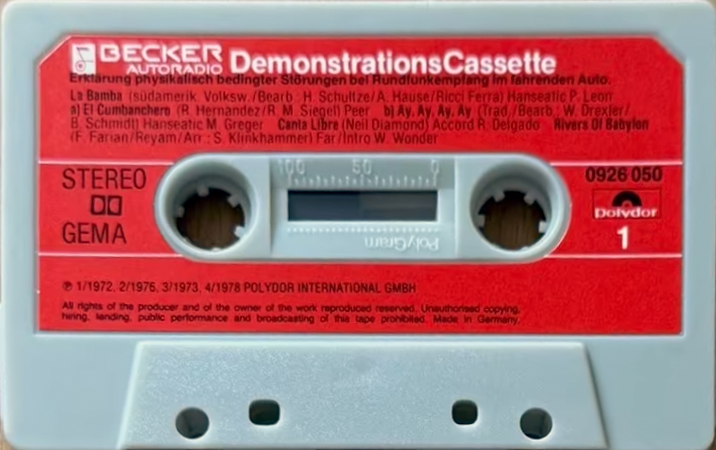 BECKER
AUTORADIO
DemonstrationsCassette
Erklärung physikalisch bedingter Störungen bei Rundfunkempfang im fahrenden Auto.
La Bamba (südamerik. Volksw./Bearb.: H. Schultze/A. Hause/Ricci Ferra) Hanseatic P. Leon
a) El Cumbanchero (R. Hernandez/R. M. Siegel) Peer b) Ay, Ay, Ay, Ay (Trad./Bearb.: W. Drexler/
B. Schmidt) Hanseatic M. Greger Canta Libre (Neil Diamond) Accord R. Delgado Rivers Of Babylon
(F. Farian/Reyam/Arr.: S. Klinkhammer) Far/Intro W. Wonder
STEREO
GEMA
100 50 0
PolyGram
0926 050
Polydor
1
℗ 1/1972, 2/1976, 3/1973, 4/1978 POLYDOR INTERNATIONAL GMBH
All rights of the producer and of the owner of the work reproduced reserved. Unauthorised copying,
hiring, lending, public performance and broadcasting of this tape prohibited. Made in Germany.